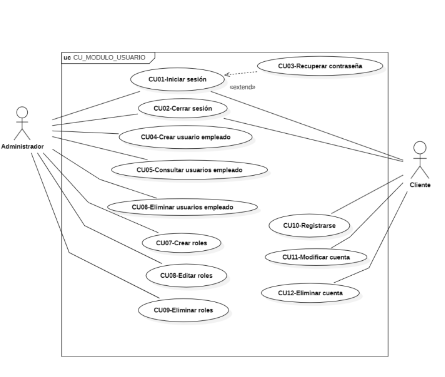 uc CU_MODULO_USUARIO
CU03-Recuperar contraseña
CU01-Iniciar sesión
«extend»
CU02-Cerrar sesión
CU04-Crear usuario empleado
Administrador
CU05-Consultar usuarios empleado
Cliente
CU06-Eliminar usuarios empleado
CU10-Registrarse
CU07-Crear roles
CU11-Modificar cuenta
CU08-Editar roles
CU12-Eliminar cuenta
CU09-Eliminar roles